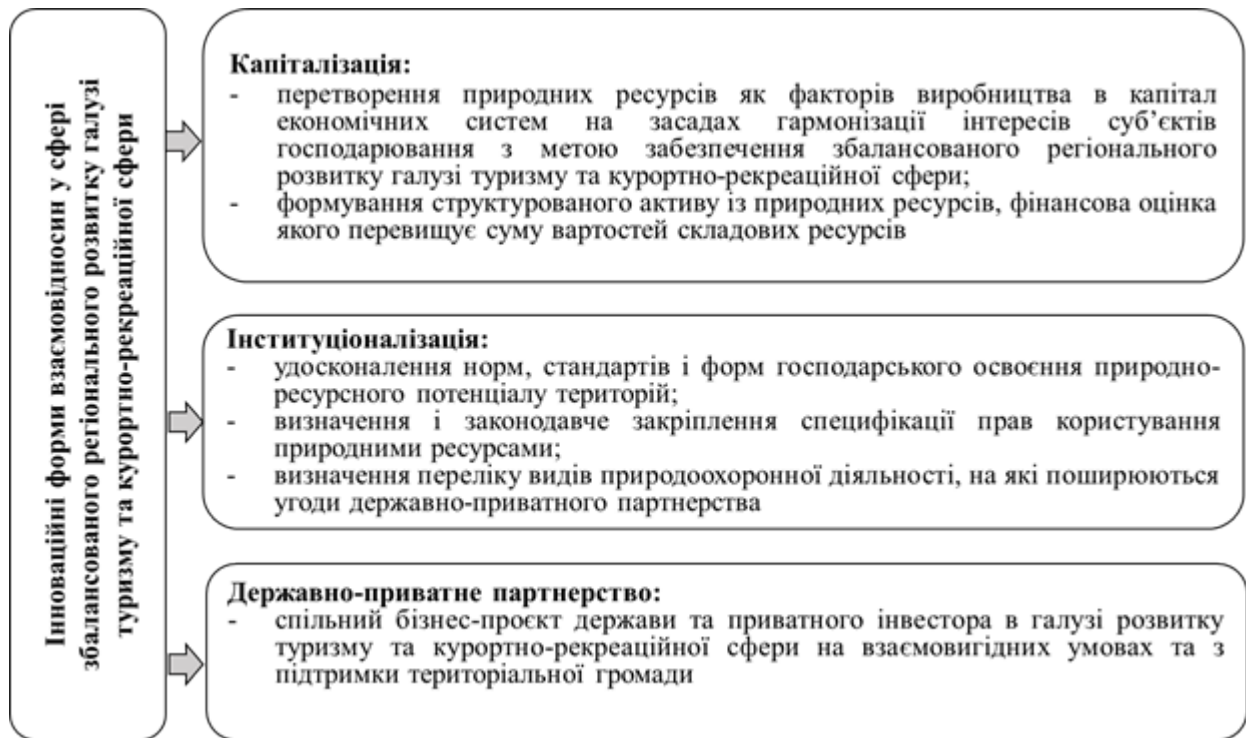 Інноваційні форми взаємовідносин у сфері
збалансованого регіонального розвитку галузі
туризму та курортно-рекреаційної сфери
Капіталізація:
- перетворення природних ресурсів як факторів виробництва в капітал
економічних систем на засадах гармонізації інтересів суб’єктів
господарювання з метою забезпечення збалансованого регіонального
розвитку галузі туризму та курортно-рекреаційної сфери;
- формування структурованого активу із природних ресурсів, фінансова оцінка
якого перевищує суму вартостей складових ресурсів
Інституціоналізація:
- удосконалення норм, стандартів і форм господарського освоєння природно-
ресурсного потенціалу територій;
- визначення і законодавче закріплення специфікації прав користування
природними ресурсами;
- визначення переліку видів природоохоронної діяльності, на які поширюються
угоди державно-приватного партнерства
Державно-приватне партнерство:
- спільний бізнес-проєкт держави та приватного інвестора в галузі розвитку
туризму та курортно-рекреаційної сфери на взаємовигідних умовах та з
підтримки територіальної громади